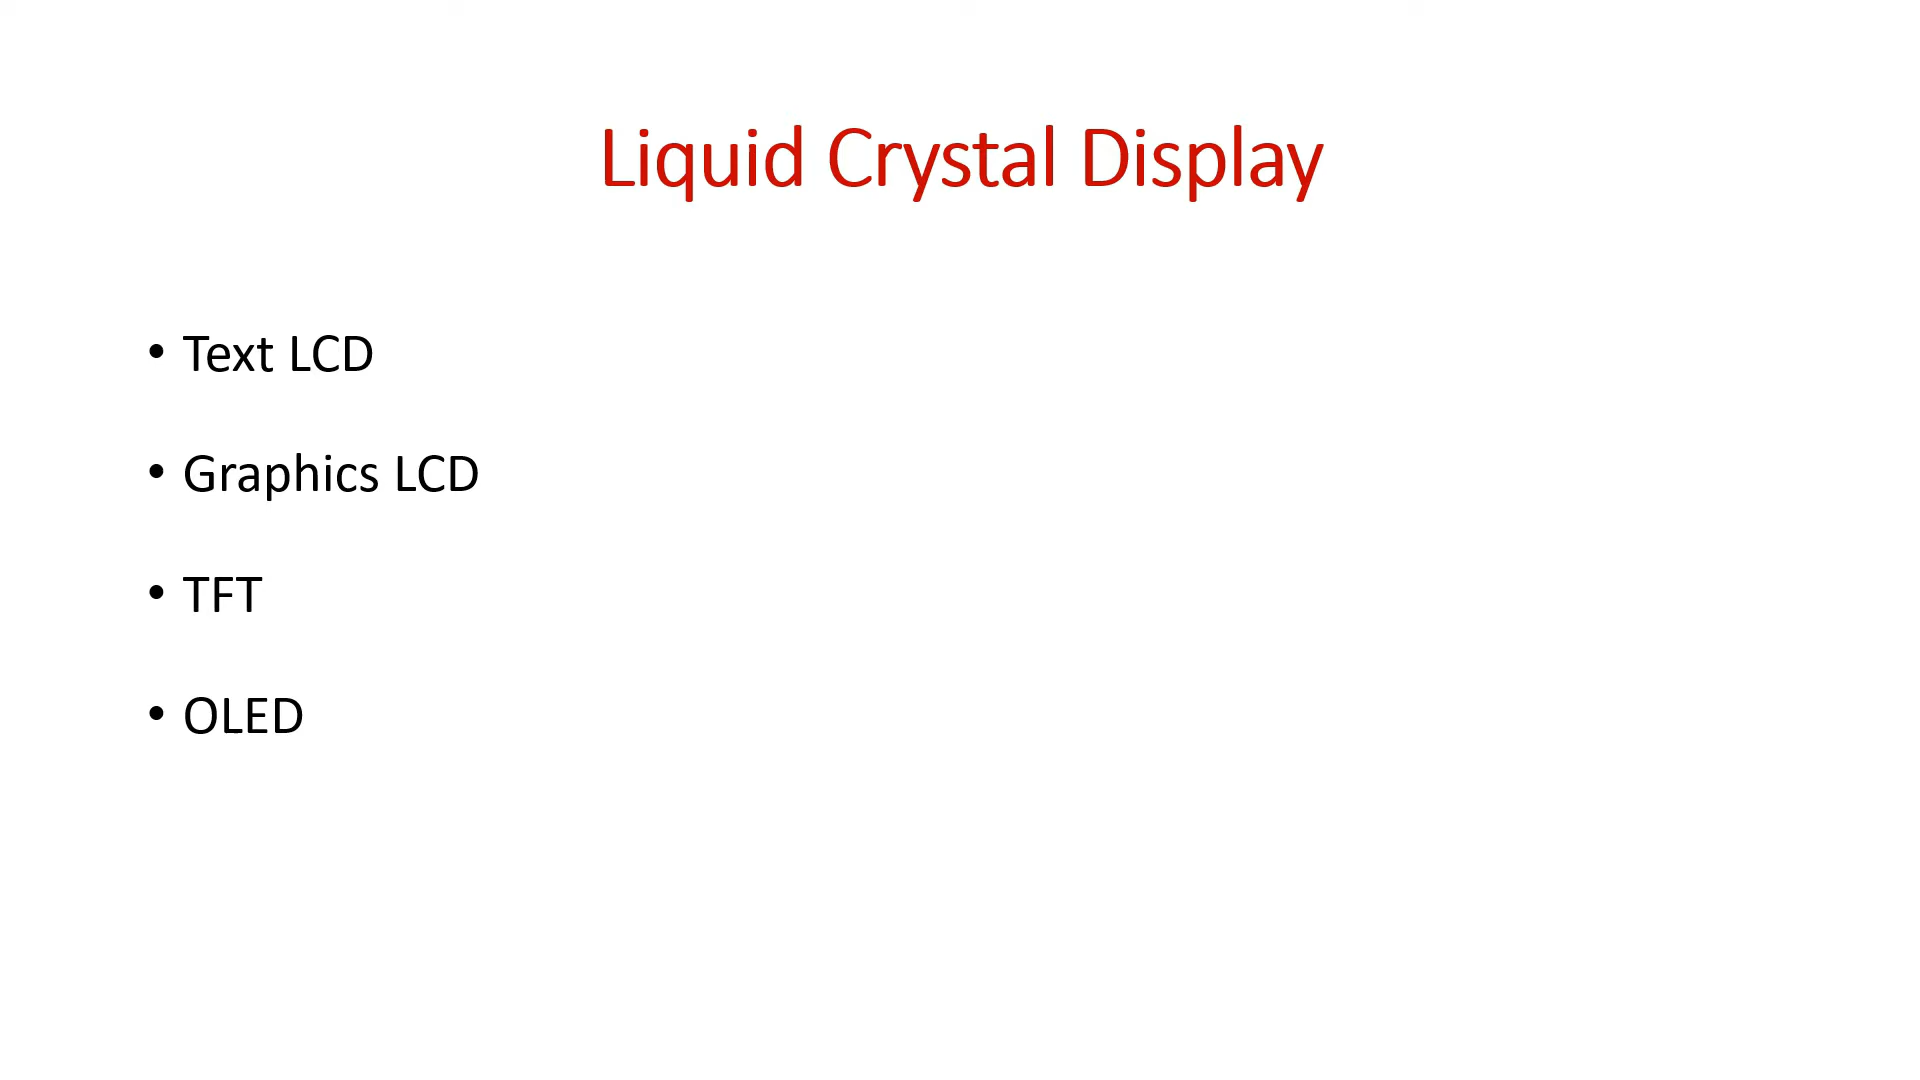 Liquid Crystal Display
• Text LCD
• Graphics LCD
• TFT
• OLED